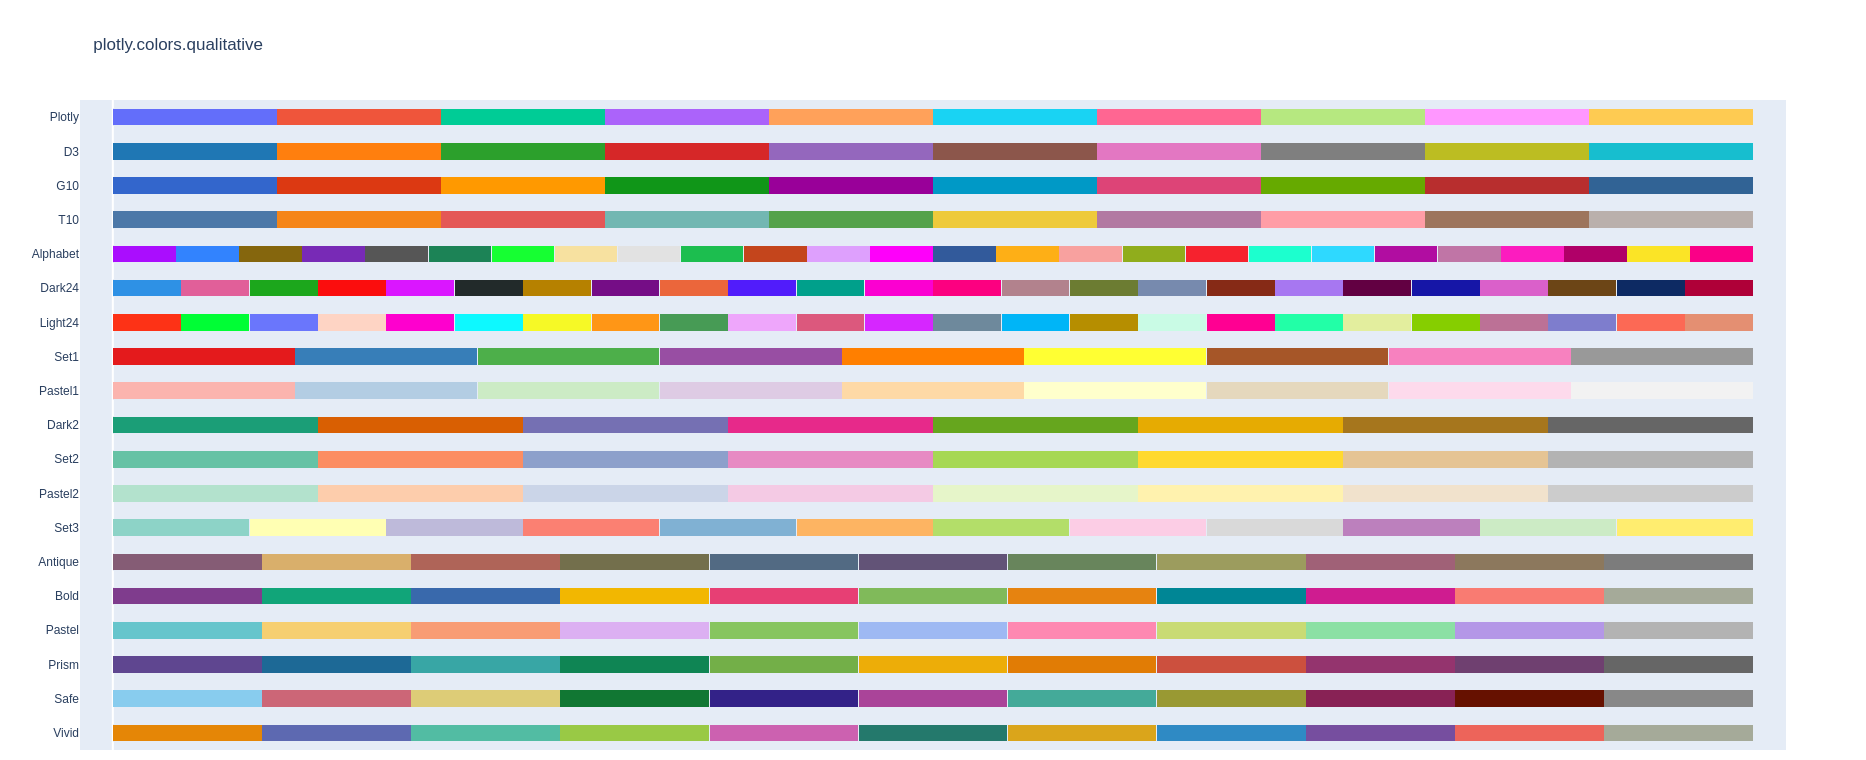 plotly.colors.qualitative
Plotly
D3
G10
T10
Alphabet
Dark24
Light24
Set1
Pastel1
Dark2
Set2
Pastel2
Set3
Antique
Bold
Pastel
Prism
Safe
Vivid